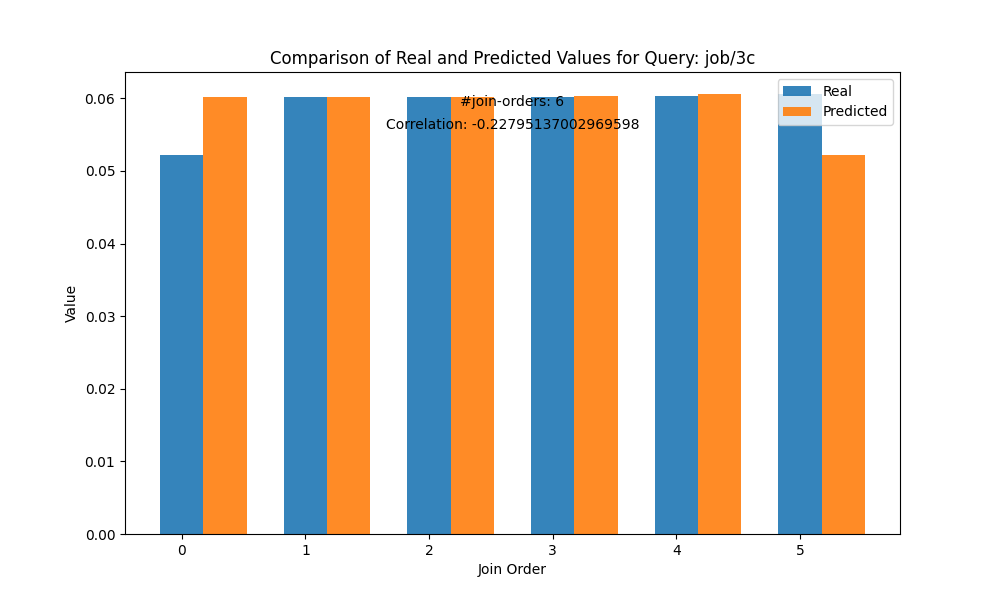 Comparison of Real and Predicted Values for Query: job/3c
Real
Predicted
#join-orders: 6
Correlation: -0.22795137002969598
Value
0.06
0.05
0.04
0.03
0.02
0.01
0.00
0 1 2 3 4 5
Join Order